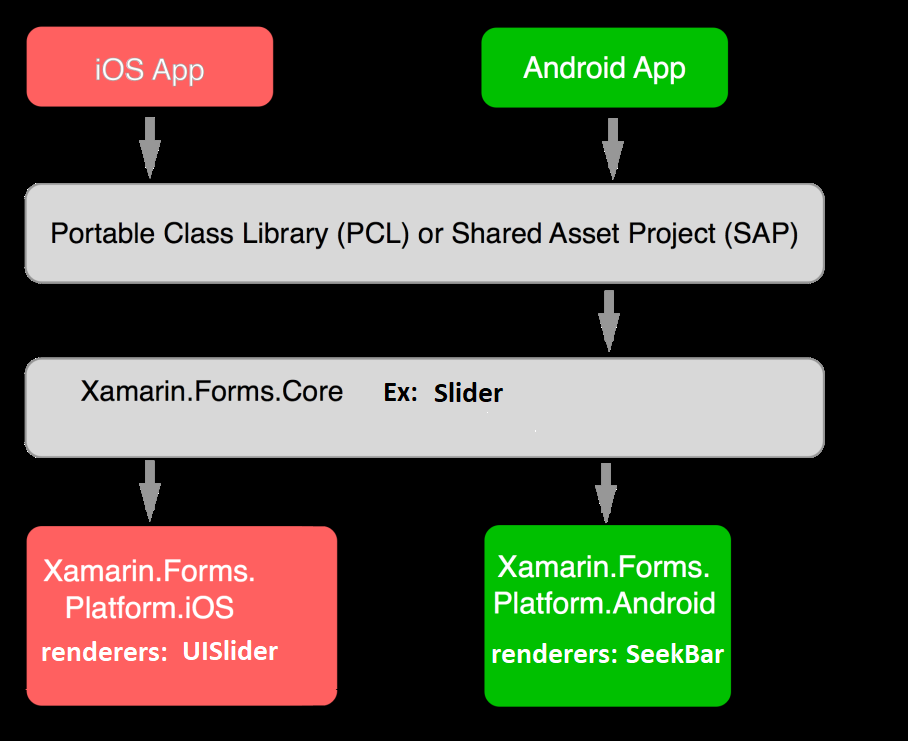 iOS App
Android App
Portable Class Library (PCL) or Shared Asset Project (SAP)
Xamarin.Forms.Core Ex: Slider
Xamarin.Forms.
Platform.iOS
renderers: UISlider
Xamarin.Forms.
Platform.Android
renderers: SeekBar